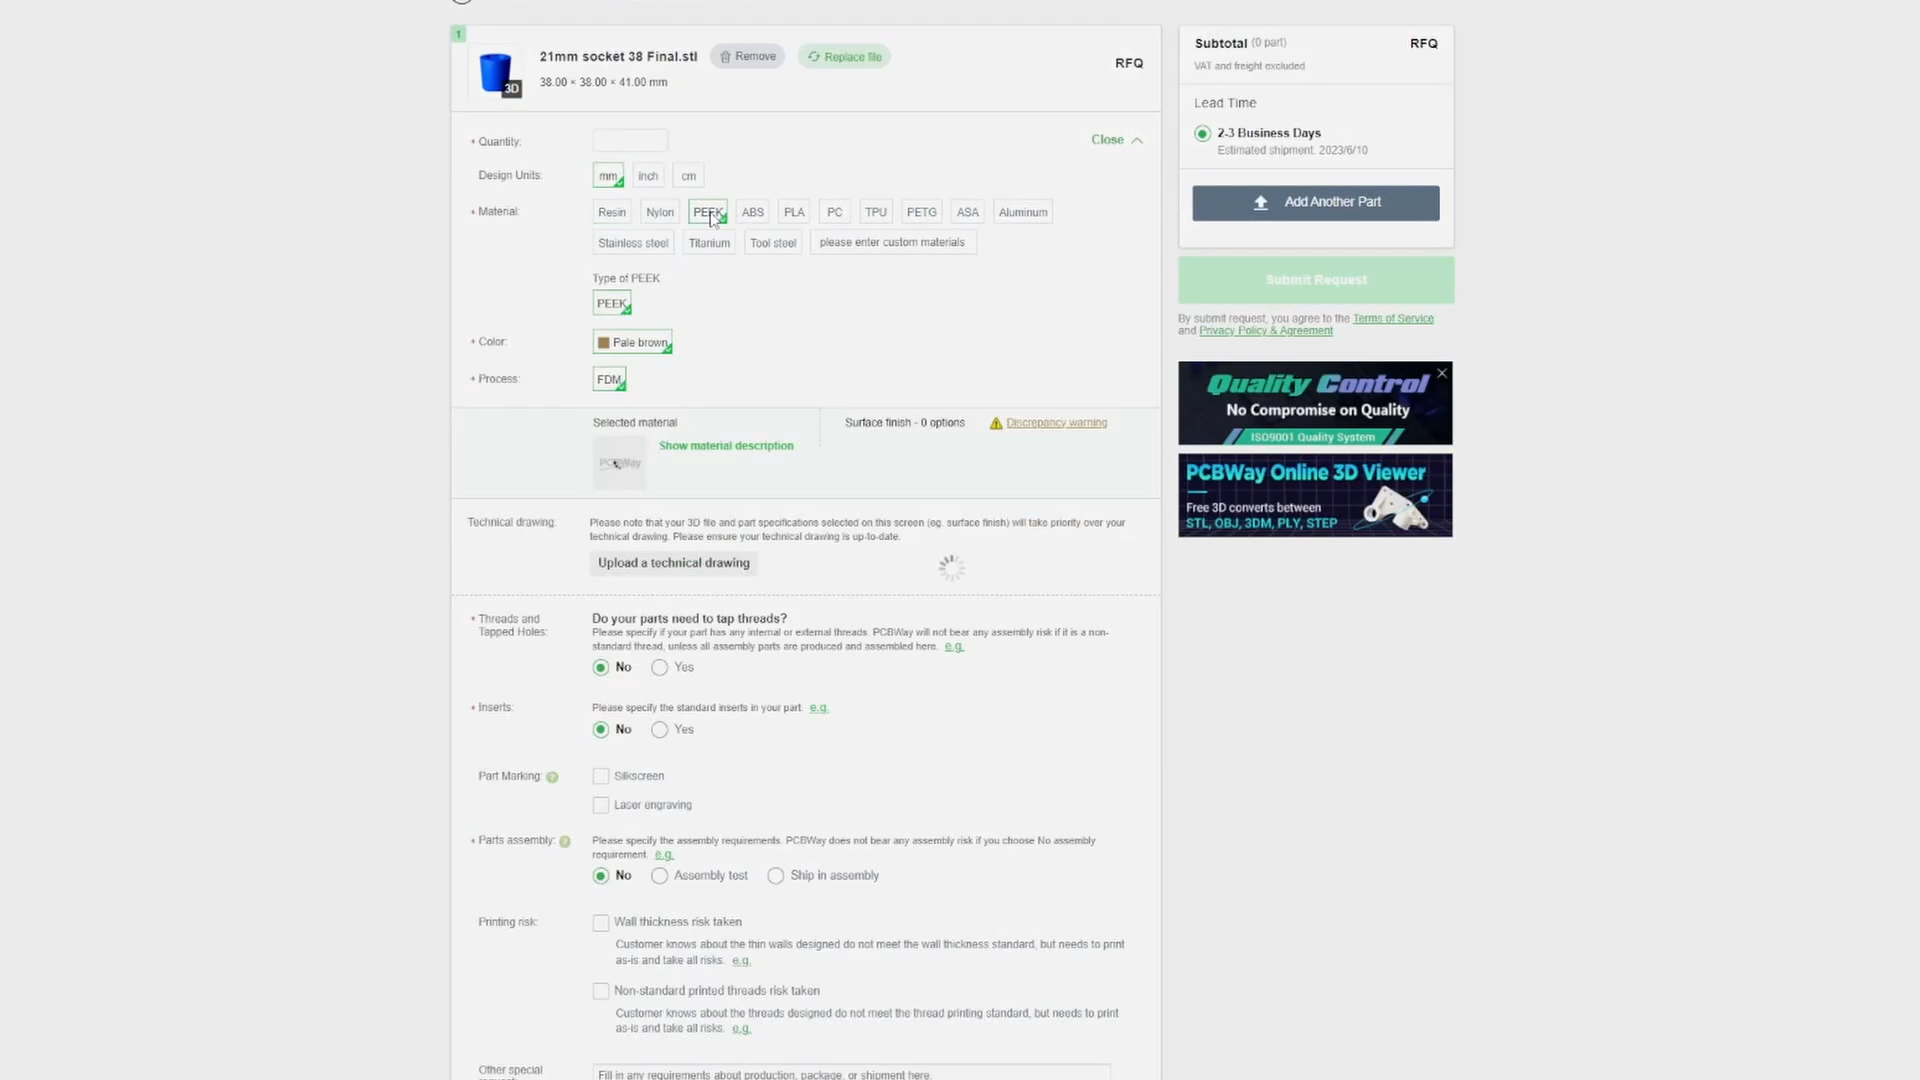 1
21mm socket 38 Final.stl Remove Replace file
38.00 × 38.00 × 41.00 mm
3D
RFQ
* Quantity:
Close
Design Units: mm inch cm
* Material: Resin Nylon PEEK ABS PLA PC TPU PETG ASA Aluminum
Stainless steel Titanium Tool steel please enter custom materials
Type of PEEK
PEEK
* Color: Pale brown
* Process: FDM
Selected material
Show material description
PCBWay
Surface finish - 0 options Discrepancy warning
Technical drawing: Please note that your 3D file and part specifications selected on this screen (eg. surface finish) will take priority over your
technical drawing. Please ensure your technical drawing is up-to-date.
Upload a technical drawing
* Threads and
Tapped Holes:
Do your parts need to tap threads?
Please specify if your part has any internal or external threads. PCBWay will not bear any assembly risk if it is a non-
standard thread, unless all assembly parts are produced and assembled here. e.g.
No Yes
* Inserts: Please specify the standard inserts in your part. e.g.
No Yes
Part Marking: ? Silkscreen
Laser engraving
* Parts assembly: ? Please specify the assembly requirements. PCBWay does not bear any assembly risk if you choose No assembly
requirement. e.g.
No Assembly test Ship in assembly
Printing risk: Wall thickness risk taken
Customer knows about the thin walls designed do not meet the wall thickness standard, but needs to print
as-is and take all risks. e.g.
Non-standard printed threads risk taken
Customer knows about the threads designed do not meet the thread printing standard, but needs to print
as-is and take all risks. e.g.
Other special
Fill in any requirements about production, package, or shipment here.
Subtotal (0 part) RFQ
VAT and freight excluded
Lead Time
2-3 Business Days
Estimated shipment: 2023/6/10
Add Another Part
Submit Request
By submit request, you agree to the Terms of Service
and Privacy Policy & Agreement
Quality Control
No Compromise on Quality
ISO9001 Quality System
PCBWay Online 3D Viewer
Free 3D converts between
STL, OBJ, 3DM, PLY, STEP